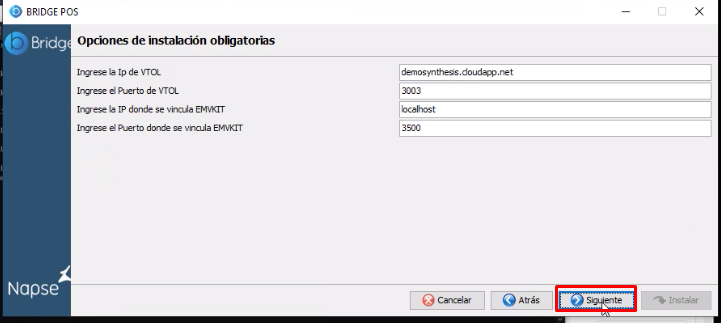 BRIDGE POS
Bridge
Opciones de instalación obligatorias
Ingrese la Ip de VTOL demosynthesis.cloudapp.net
Ingrese el Puerto de VTOL 3003
Ingrese la IP donde se vincula EMVKIT localhost
Ingrese el Puerto donde se vincula EMVKIT 3500
Napse
Cancelar Atrás Siguiente Instalar